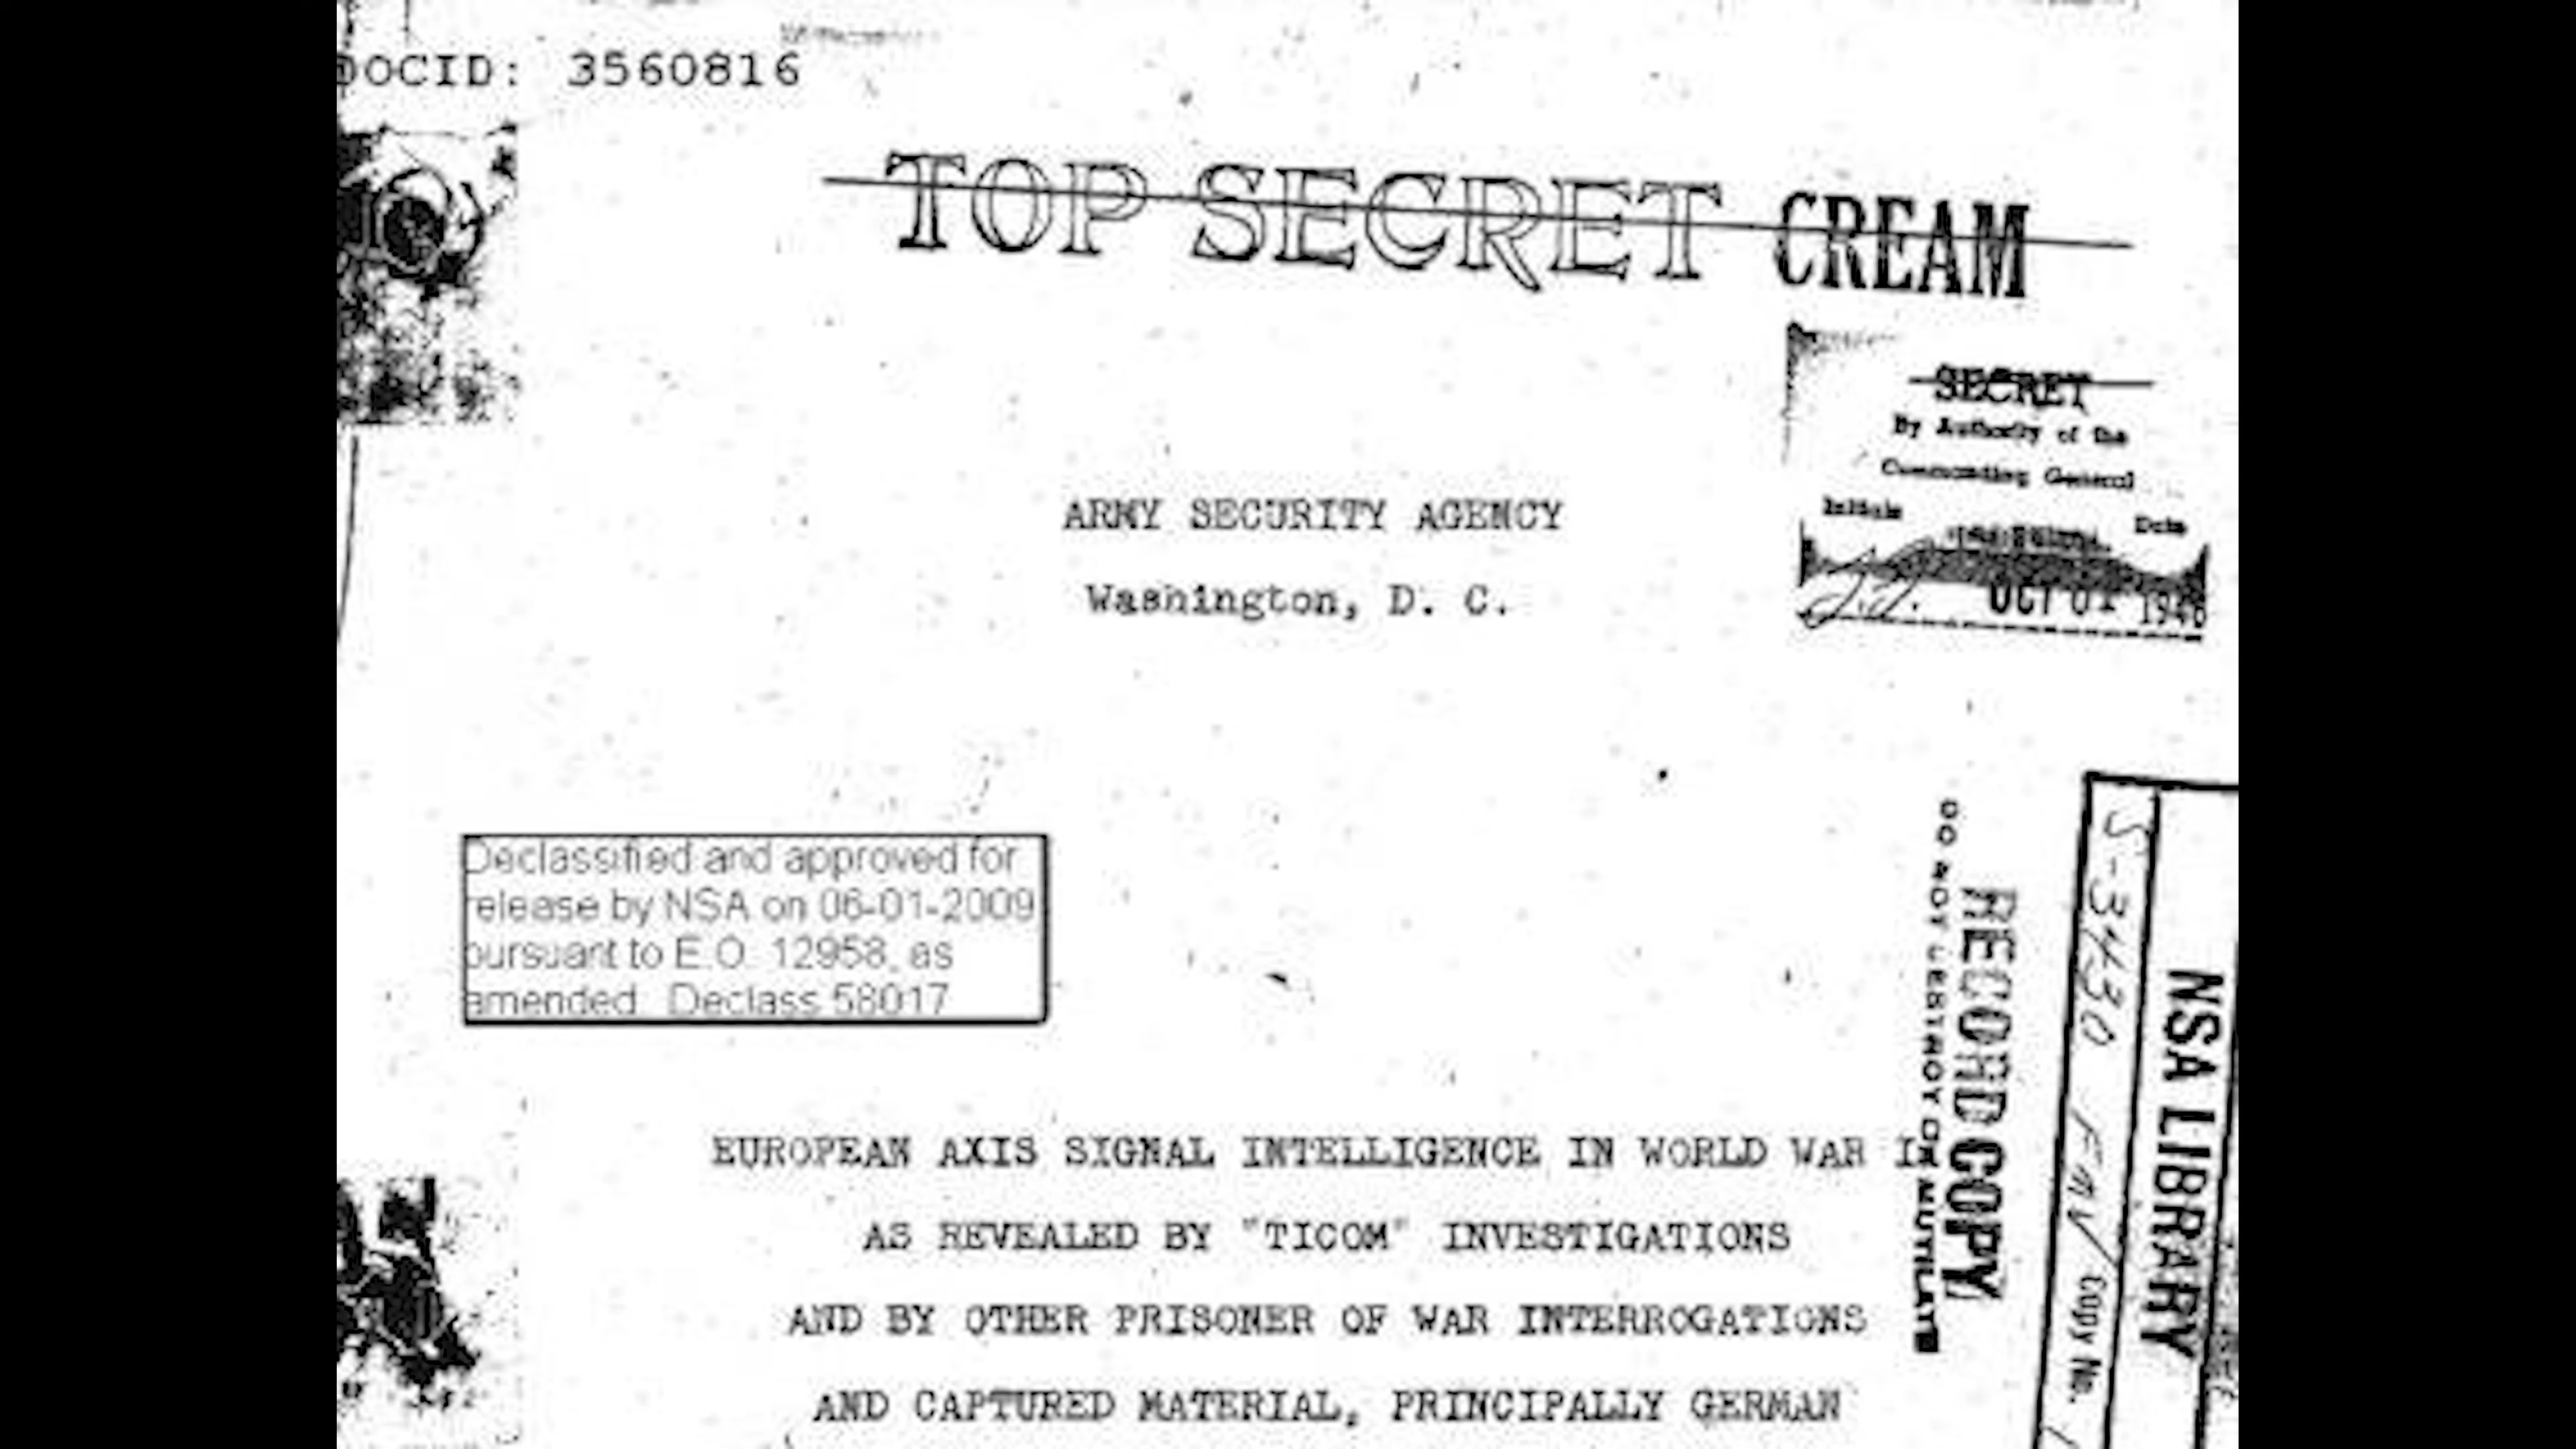 DOCID: 3560816
TOP SECRET CREAM
SECRET
By Authority of the
Commanding General
Initials Date
OCT 01 1946
ARMY SECURITY AGENCY
Washington, D. C.
Declassified and approved for
release by NSA on 06-01-2009
pursuant to E.O. 12958, as
amended. Declass 58017
DO NOT DESTROY OR MUTILATE
RECORD COPY
S-3430 Copy No.
NSA LIBRARY
EUROPEAN AXIS SIGNAL INTELLIGENCE IN WORLD WAR II
AS REVEALED BY "TICOM" INVESTIGATIONS
AND BY OTHER PRISONER OF WAR INTERROGATIONS
AND CAPTURED MATERIAL, PRINCIPALLY GERMAN